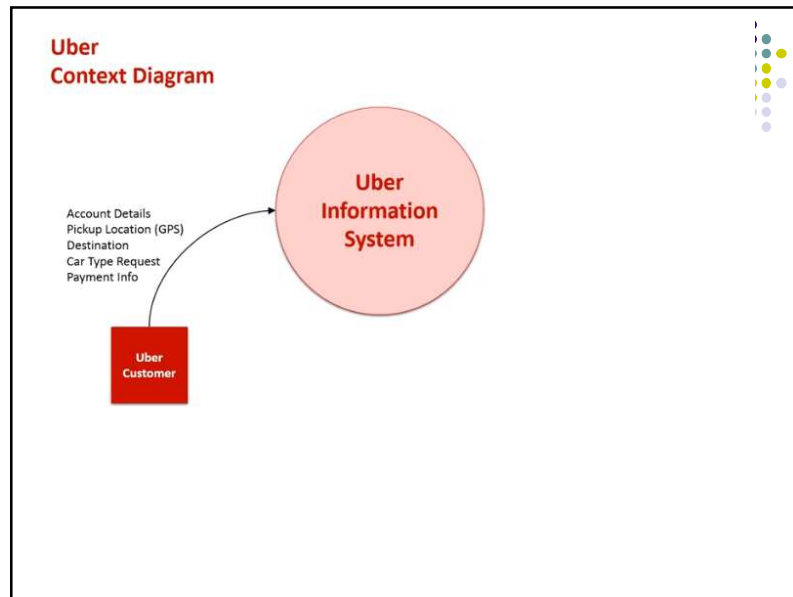 Uber
Context Diagram
Uber
Information
System
Account Details
Pickup Location (GPS)
Destination
Car Type Request
Payment Info
Uber
Customer